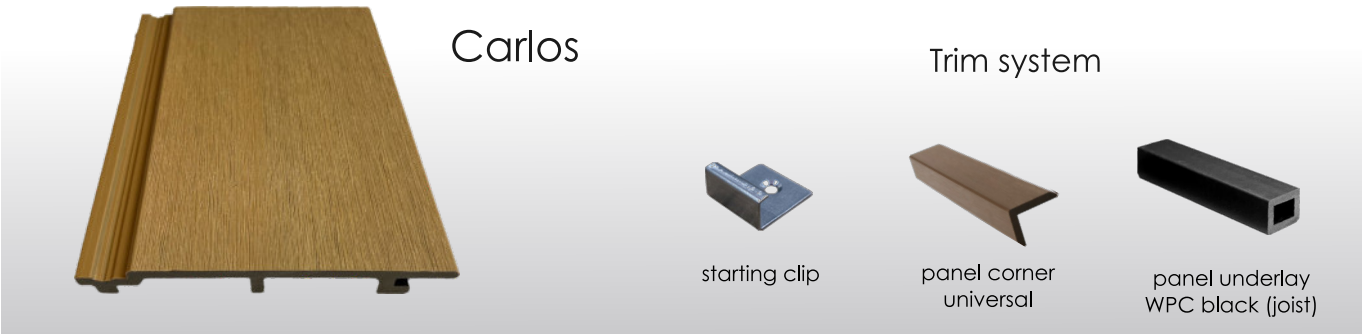 Carlos
Trim system
starting clip
panel corner
universal
panel underlay
WPC black (joist)